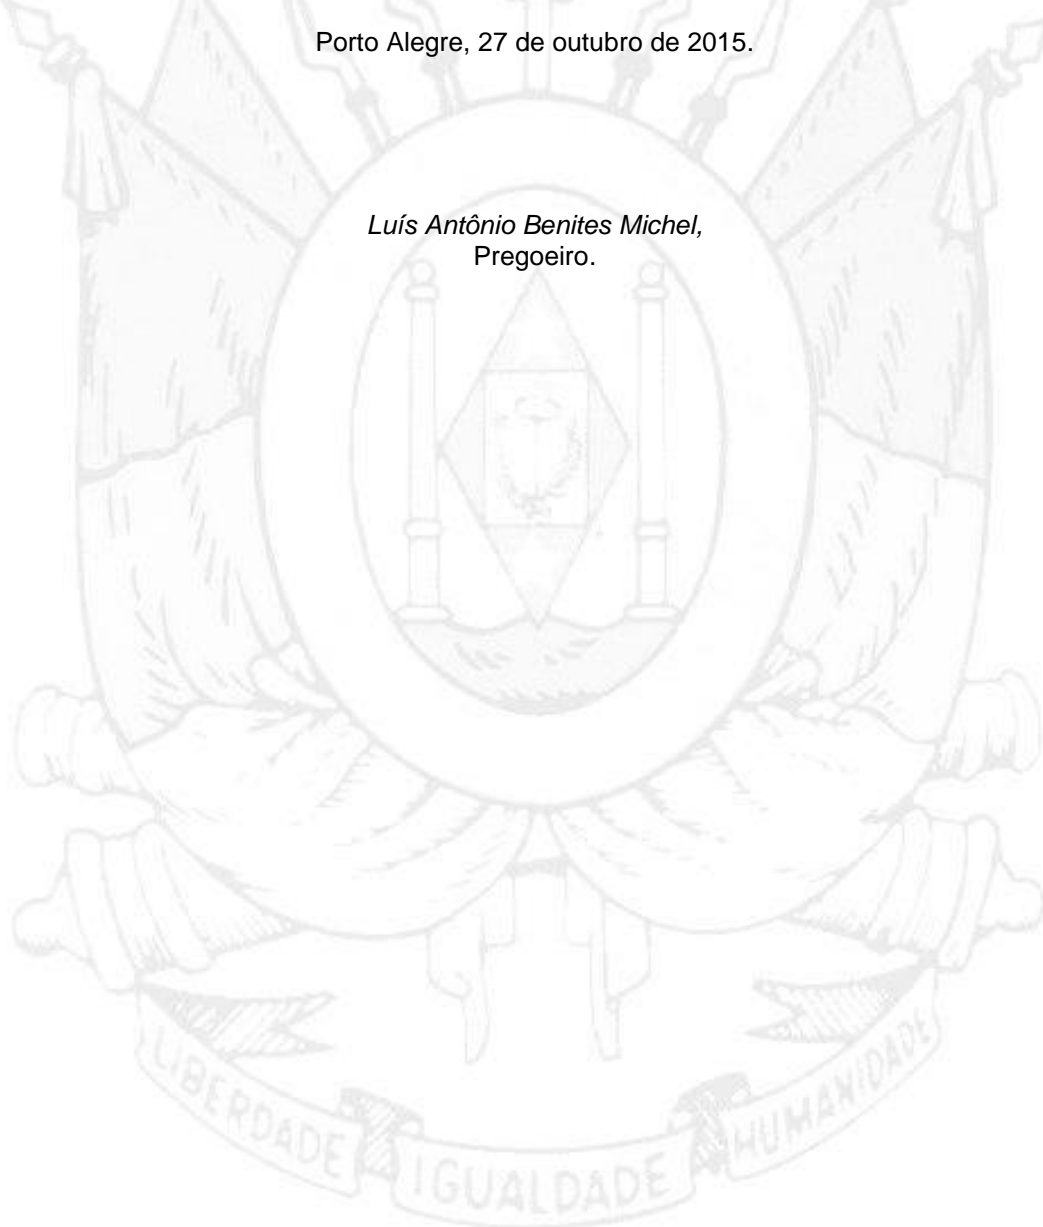 Porto Alegre, 27 de outubro de 2015.
Luís Antônio Benites Michel,
Pregoeiro.
LIBERDADE IGUALDADE HUMANIDADE